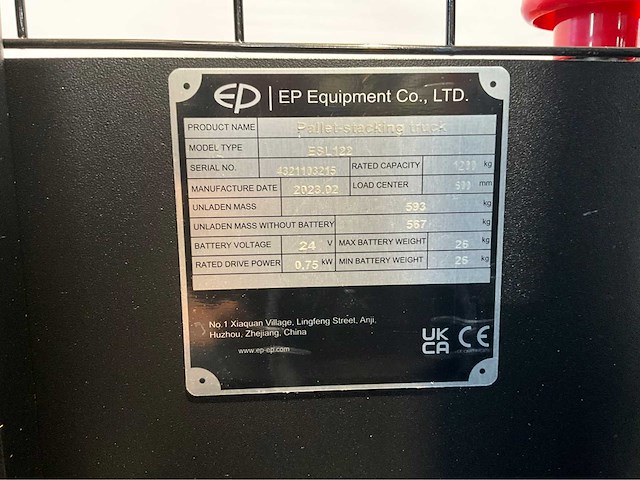 EP | EP Equipment Co., LTD.
PRODUCT NAME Pallet-stacking truck
MODEL TYPE ESL122
SERIAL NO. 4321103215 RATED CAPACITY 1200 kg
MANUFACTURE DATE 2023.02 LOAD CENTER 600 mm
UNLADEN MASS 593 kg
UNLADEN MASS WITHOUT BATTERY 567 kg
BATTERY VOLTAGE 24 V MAX BATTERY WEIGHT 26 kg
RATED DRIVE POWER 0.75 kW MIN BATTERY WEIGHT 26 kg
No.1 Xiaquan Village, Lingfeng Street, Anji,
Huzhou, Zhejiang, China
www.ep-ep.com
UK
CA CE